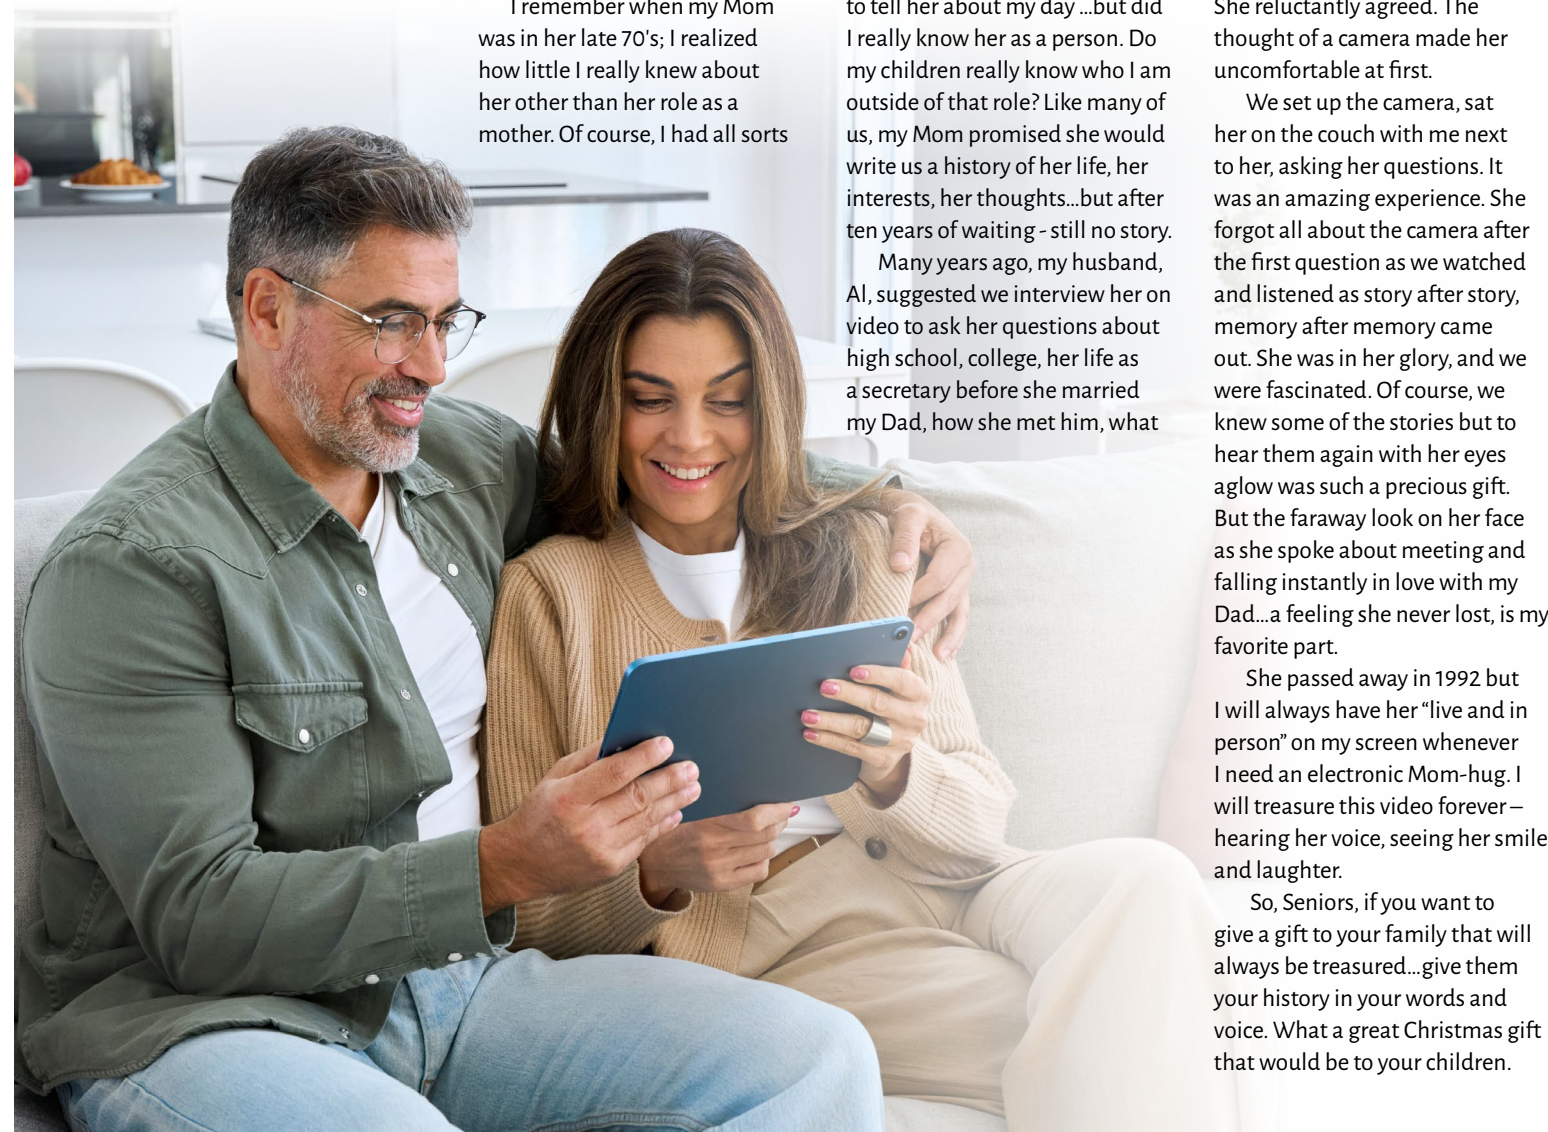 I remember when my Mom
was in her late 70's; I realized
how little I really knew about
her other than her role as a
mother. Of course, I had all sorts
to tell her about my day ...but did
I really know her as a person. Do
my children really know who I am
outside of that role? Like many of
us, my Mom promised she would
write us a history of her life, her
interests, her thoughts...but after
ten years of waiting - still no story.
Many years ago, my husband,
Al, suggested we interview her on
video to ask her questions about
high school, college, her life as
a secretary before she married
my Dad, how she met him, what
She reluctantly agreed. The
thought of a camera made her
uncomfortable at first.
We set up the camera, sat
her on the couch with me next
to her, asking her questions. It
was an amazing experience. She
forgot all about the camera after
the first question as we watched
and listened as story after story,
memory after memory came
out. She was in her glory, and we
were fascinated. Of course, we
knew some of the stories but to
hear them again with her eyes
aglow was such a precious gift.
But the faraway look on her face
as she spoke about meeting and
falling instantly in love with my
Dad...a feeling she never lost, is my
favorite part.
She passed away in 1992 but
I will always have her “live and in
person” on my screen whenever
I need an electronic Mom-hug. I
will treasure this video forever –
hearing her voice, seeing her smile
and laughter.
So, Seniors, if you want to
give a gift to your family that will
always be treasured...give them
your history in your words and
voice. What a great Christmas gift
that would be to your children.